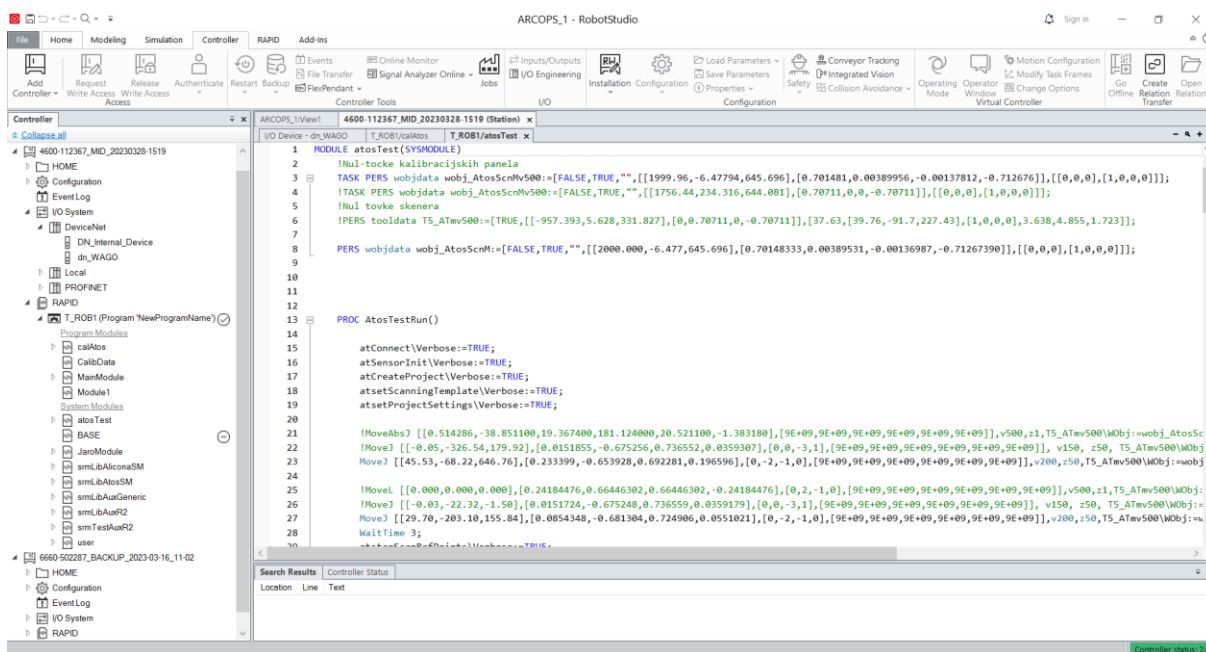 ARCOPS_1 - RobotStudio
Sign in
File Home Modeling Simulation Controller RAPID Add-Ins
Add Controller
Request Write Access
Release Write Access
Authenticate
Access
Restart
Backup
Events
File Transfer
FlexPendant
Online Monitor
Signal Analyzer Online
Jobs
Controller Tools
Inputs/Outputs
I/O Engineering
I/O
Installation
Configuration
Load Parameters
Save Parameters
Properties
Safety
Conveyor Tracking
Integrated Vision
Collision Avoidance
Configuration
Operating Mode
Operator Window
Motion Configuration
Modify Task Frames
Change Options
Virtual Controller
Go Offline
Create Relation
Open Relation
Transfer
Controller
Collapse all
4600-112367_MID_20230328-1519
HOME
Configuration
Event Log
I/O System
DeviceNet
DN_Internal_Device
dn_WAGO
Local
PROFINET
RAPID
T_ROB1 (Program 'NewProgramName')
Program Modules
calAtos
CalibData
MainModule
Module1
System Modules
atosTest
BASE
JaroModule
srmLibAliconaSM
srmLibAtosSM
srmLibAuxGeneric
srmLibAuxR2
srmTestAuxR2
user
6660-502287_BACKUP_2023-03-16_11-02
HOME
Configuration
Event Log
I/O System
RAPID
ARCOPS_1:View1 4600-112367_MID_20230328-1519 (Station) x
I/O Device - dn_WAGO T_ROB1/calAtos T_ROB1/atosTest x
1 MODULE atosTest(SYSMODULE)
2 !Nul-tocke kalibracijskih panela
3 TASK PERS wobjdata wobj_AtosScnMv500:=[FALSE,TRUE,"",[[1999.96,-6.47794,645.696],[0.701481,0.00389956,-0.00137812,-0.712676]],[[0,0,0],[1,0,0,0]]];
4 !TASK PERS wobjdata wobj_AtosScnMv500:=[FALSE,TRUE,"",[[1756.44,234.316,644.081],[0.70711,0,0,-0.70711]],[[0,0,0],[1,0,0,0]]];
5 !Nul tovke skenera
6 !PERS tooldata T5_ATmv500:=[TRUE,[[-957.393,5.628,331.827],[0,0.70711,0,-0.70711]],[37.63,[39.76,-91.7,227.43],[1,0,0,0],3.638,4.855,1.723]];
7
8 PERS wobjdata wobj_AtosScnM:=[FALSE,TRUE,"",[[2000.000,-6.477,645.696],[0.70148333,0.00389531,-0.00136987,-0.71267390]],[[0,0,0],[1,0,0,0]]];
9
10
11
12
13 PROC AtosTestRun()
14
15 atConnect\Verbose:=TRUE;
16 atSensorInit\Verbose:=TRUE;
17 atCreateProject\Verbose:=TRUE;
18 atsetScanningTemplate\Verbose:=TRUE;
19 atsetProjectSettings\Verbose:=TRUE;
20
21 !MoveAbsJ [[0.514286,-38.851100,19.367400,181.124000,20.521100,-1.383180],[9E+09,9E+09,9E+09,9E+09,9E+09,9E+09]],v500,z1,T5_ATmv500\WObj:=wobj_AtosSc
22 !MoveJ [[-0.05,-326.54,179.92],[0.0151855,-0.675256,0.736552,0.0359307],[0,0,-3,1],[9E+09,9E+09,9E+09,9E+09,9E+09,9E+09]], v150, z50, T5_ATmv500\WObj:=
23 MoveJ [[45.53,-68.22,646.76],[0.233399,-0.653928,0.692281,0.196596],[0,-2,-1,0],[9E+09,9E+09,9E+09,9E+09,9E+09,9E+09]],v200,z50,T5_ATmv500\WObj:=wobj
24
25 !MoveL [[0.000,0.000,0.000],[0.24184476,0.66446302,0.66446302,-0.24184476],[0,2,-1,0],[9E+09,9E+09,9E+09,9E+09,9E+09,9E+09]],v500,z1,T5_ATmv500\WObj:
26 !MoveJ [[-0.03,-22.32,-1.50],[0.0151724,-0.675248,0.736559,0.0359179],[0,0,-3,1],[9E+09,9E+09,9E+09,9E+09,9E+09,9E+09]], v150, z50, T5_ATmv500\WObj:=
27 MoveJ [[29.70,-203.10,155.84],[0.0854348,-0.681304,0.724906,0.0551021],[0,-2,-1,0],[9E+09,9E+09,9E+09,9E+09,9E+09,9E+09]],v200,z50,T5_ATmv500\WObj:=w
28 WaitTime 3;
Search Results Controller Status
Location Line Text
Controller status: 2